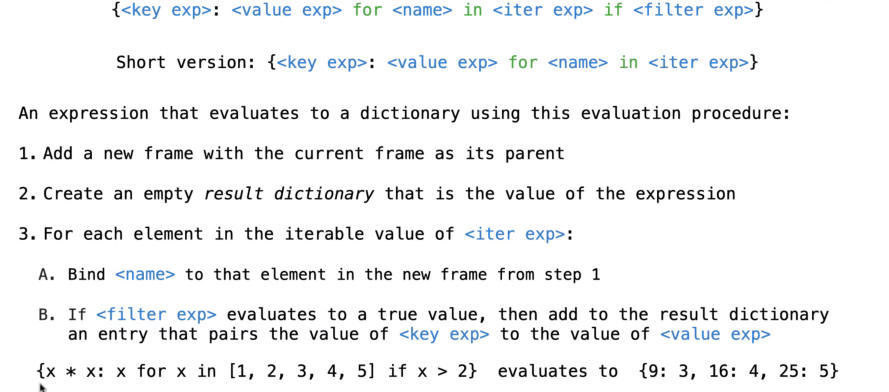 {<key exp>: <value exp> for <name> in <iter exp> if <filter exp>}
Short version: {<key exp>: <value exp> for <name> in <iter exp>}
An expression that evaluates to a dictionary using this evaluation procedure:
1. Add a new frame with the current frame as its parent
2. Create an empty result dictionary that is the value of the expression
3. For each element in the iterable value of <iter exp>:
A. Bind <name> to that element in the new frame from step 1
B. If <filter exp> evaluates to a true value, then add to the result dictionary
an entry that pairs the value of <key exp> to the value of <value exp>
{x * x: x for x in [1, 2, 3, 4, 5] if x > 2} evaluates to {9: 3, 16: 4, 25: 5}